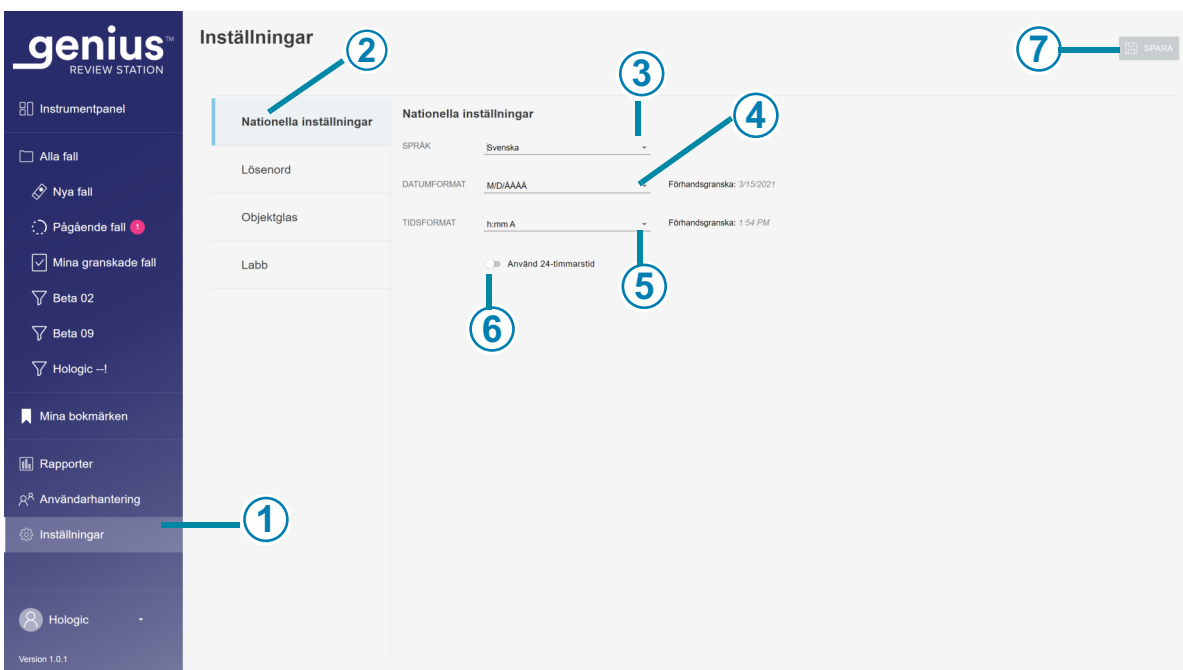 genius™
REVIEW STATION
Instrumentpanel
Alla fall
Nya fall
Pågående fall 1
Mina granskade fall
Beta 02
Beta 09
Hologic --!
Mina bokmärken
Rapporter
Användarhantering
Inställningar
Hologic
Version 1.0.1
Inställningar
SPARA
Nationella inställningar
Lösenord
Objektglas
Labb
Nationella inställningar
SPRÅK Svenska
DATUMFORMAT M/D/ÅÅÅÅ Förhandsgranska: 3/15/2021
TIDSFORMAT h:mm A Förhandsgranska: 1:54 PM
Använd 24-timmarstid
1
2
3
4
5
6
7